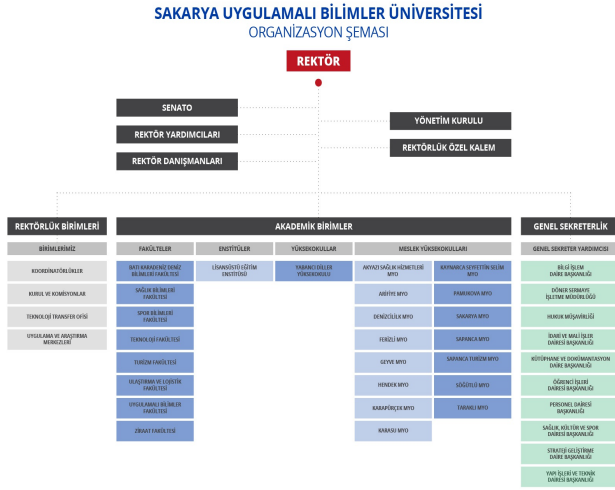 SAKARYA UYGULAMALI BİLİMLER ÜNİVERSİTESİ
ORGANİZASYON ŞEMASI
REKTÖR
SENATO
REKTÖR YARDIMCILARI
REKTÖR DANIŞMANLARI
YÖNETİM KURULU
REKTÖRLÜK ÖZEL KALEM
REKTÖRLÜK BİRİMLERİ
BİRİMLERİMİZ
KOORDİNATÖRLÜKLER
KURUL VE KOMİSYONLAR
TEKNOLOJİ TRANSFER OFİSİ
UYGULAMA VE ARAŞTIRMA
MERKEZLERİ
AKADEMİK BİRİMLER
FAKÜLTELER
BATI KARADENİZ DENİZ
BİLİMLERİ FAKÜLTESİ
SAĞLIK BİLİMLERİ
FAKÜLTESİ
SPOR BİLİMLERİ
FAKÜLTESİ
TEKNOLOJİ FAKÜLTESİ
TURİZM FAKÜLTESİ
ULAŞTIRMA VE LOJİSTİK
FAKÜLTESİ
UYGULAMALI BİLİMLER
FAKÜLTESİ
ZİRAAT FAKÜLTESİ
ENSTİTÜLER
LİSANSÜSTÜ EĞİTİM
ENSTİTÜSÜ
YÜKSEKOKULLAR
YABANCI DİLLER
YÜKSEKOKULU
MESLEK YÜKSEKOKULLARI
AKYAZI SAĞLIK HİZMETLERİ
MYO
ARİFİYE MYO
DENİZCİLİK MYO
FERİZLİ MYO
GEYVE MYO
HENDEK MYO
KARAPÜRÇEK MYO
KARASU MYO
KAYNARCA SEYFETTİN SELİM
MYO
PAMUKOVA MYO
SAKARYA MYO
SAPANCA MYO
SAPANCA TURİZM MYO
SÖĞÜTLÜ MYO
TARAKLI MYO
GENEL SEKRETERLİK
GENEL SEKRETER YARDIMCISI
BİLGİ İŞLEM
DAİRE BAŞKANLIĞI
DÖNER SERMAYE
İŞLETME MÜDÜRLÜĞÜ
HUKUK MÜŞAVİRLİĞİ
İDARİ VE MALİ İŞLER
DAİRESİ BAŞKANLIĞI
KÜTÜPHANE VE DOKÜMANTASYON
DAİRE BAŞKANLIĞI
ÖĞRENCİ İŞLERİ
DAİRESİ BAŞKANLIĞI
PERSONEL DAİRESİ
BAŞKANLIĞI
SAĞLIK, KÜLTÜR VE SPOR
DAİRESİ BAŞKANLIĞI
STRATEJİ GELİŞTİRME
DAİRE BAŞKANLIĞI
YAPI İŞLERİ VE TEKNİK
DAİRESİ BAŞKANLIĞI